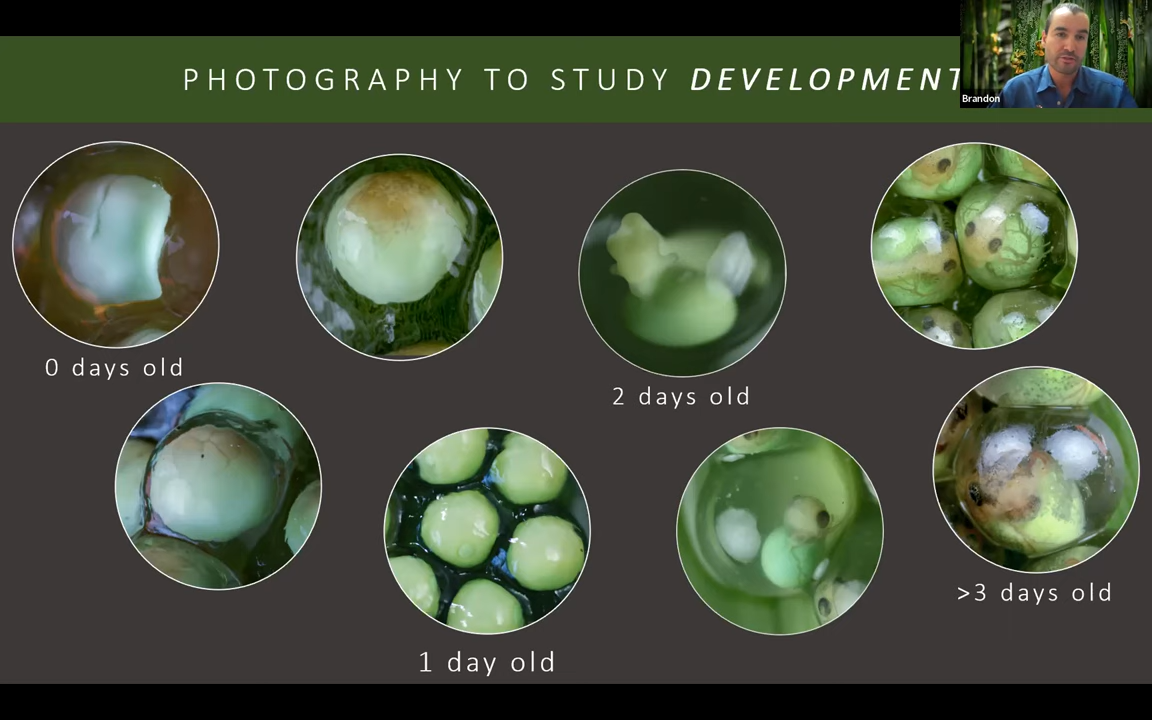 PHOTOGRAPHY TO STUDY DEVELOPMENT
Brandon
0 days old
2 days old
>3 days old
1 day old